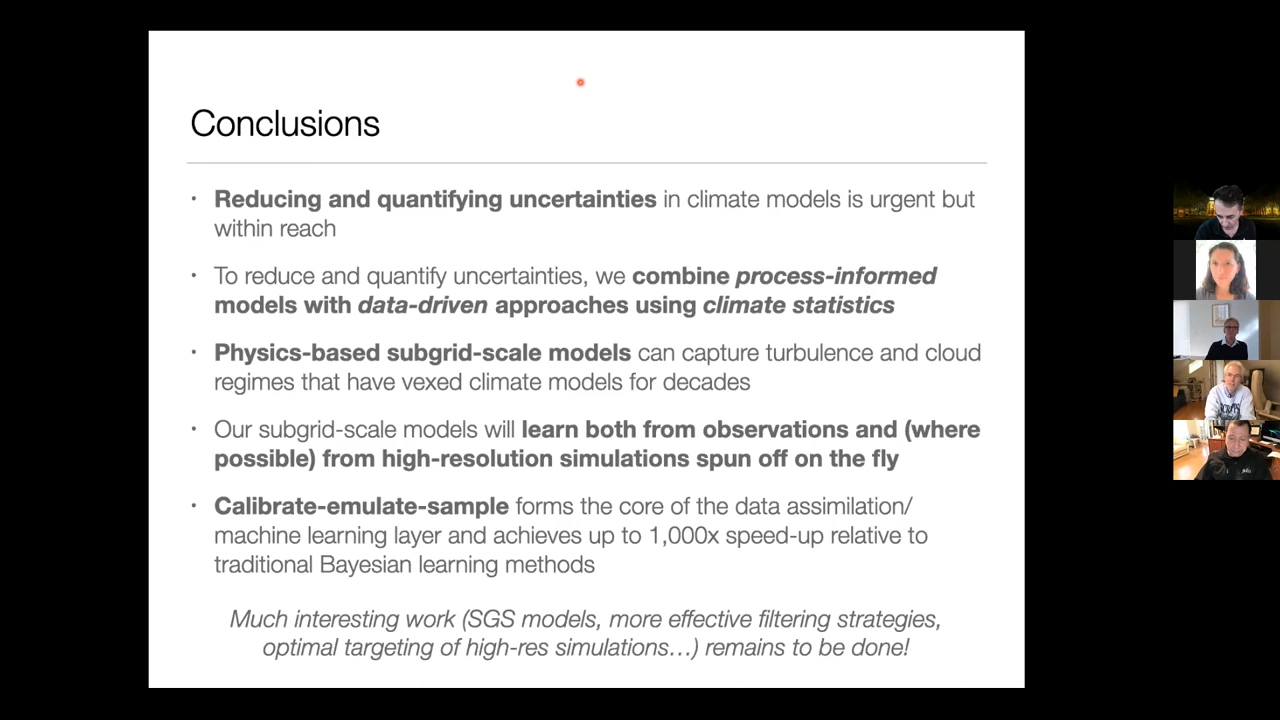 Conclusions
• Reducing and quantifying uncertainties in climate models is urgent but
within reach
• To reduce and quantify uncertainties, we combine process-informed
models with data-driven approaches using climate statistics
• Physics-based subgrid-scale models can capture turbulence and cloud
regimes that have vexed climate models for decades
• Our subgrid-scale models will learn both from observations and (where
possible) from high-resolution simulations spun off on the fly
• Calibrate-emulate-sample forms the core of the data assimilation/
machine learning layer and achieves up to 1,000x speed-up relative to
traditional Bayesian learning methods
Much interesting work (SGS models, more effective filtering strategies,
optimal targeting of high-res simulations…) remains to be done!